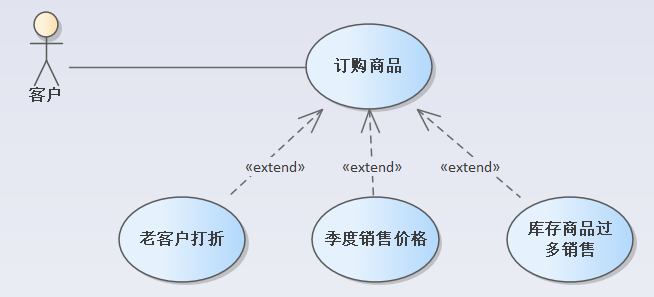 订购商品
客户
«extend»
«extend»
«extend»
老客户打折
季度销售价格
库存商品过
多销售